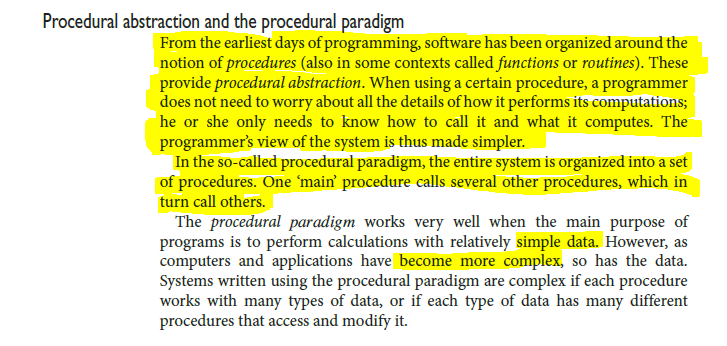 Procedural abstraction and the procedural paradigm
From the earliest days of programming, software has been organized around the
notion of procedures (also in some contexts called functions or routines). These
provide procedural abstraction. When using a certain procedure, a programmer
does not need to worry about all the details of how it performs its computations;
he or she only needs to know how to call it and what it computes. The
programmer's view of the system is thus made simpler.
In the so-called procedural paradigm, the entire system is organized into a set
of procedures. One ‘main’ procedure calls several other procedures, which in
turn call others.
The procedural paradigm works very well when the main purpose of
programs is to perform calculations with relatively simple data. However, as
computers and applications have become more complex, so has the data.
Systems written using the procedural paradigm are complex if each procedure
works with many types of data, or if each type of data has many different
procedures that access and modify it.